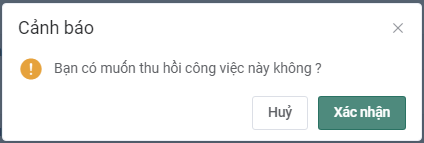 Cảnh báo
Bạn có muốn thu hồi công việc này không ?
Huỷ
Xác nhận